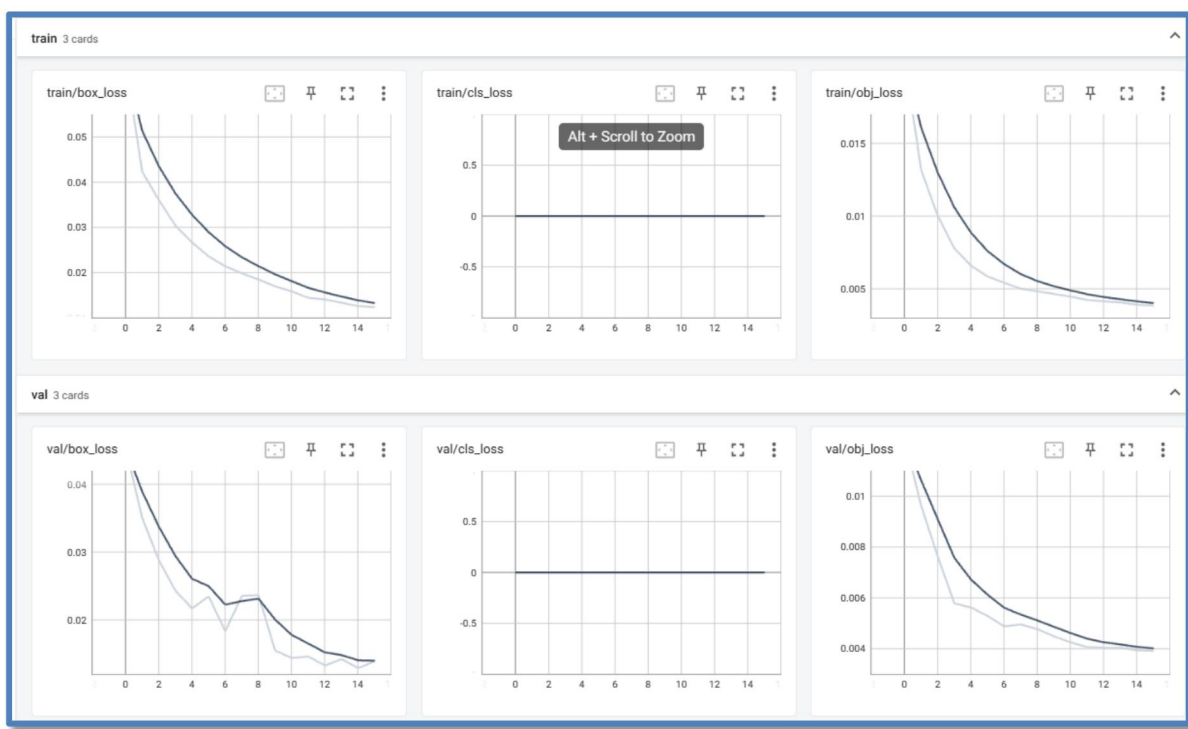 train 3 cards
train/box_loss
train/cls_loss
train/obj_loss
Alt + Scroll to Zoom
0.05
0.04
0.03
0.02
0 2 4 6 8 10 12 14
0.5
0
-0.5
0 2 4 6 8 10 12 14
0.015
0.01
0.005
0 2 4 6 8 10 12 14
val 3 cards
val/box_loss
val/cls_loss
val/obj_loss
0.04
0.03
0.02
0 2 4 6 8 10 12 14
0.5
0
-0.5
0 2 4 6 8 10 12 14
0.01
0.008
0.006
0.004
0 2 4 6 8 10 12 14